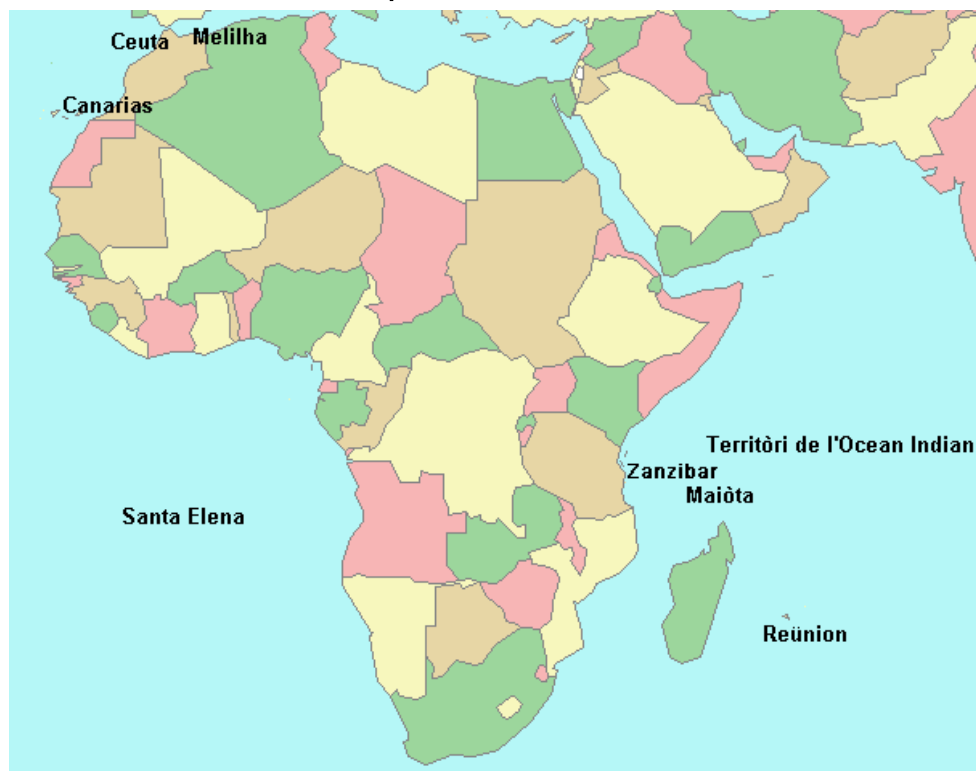 Ceuta
Melilha
Canarias
Territòri de l'Ocean Indian
Zanzibar
Maiòta
Santa Elena
Reünion